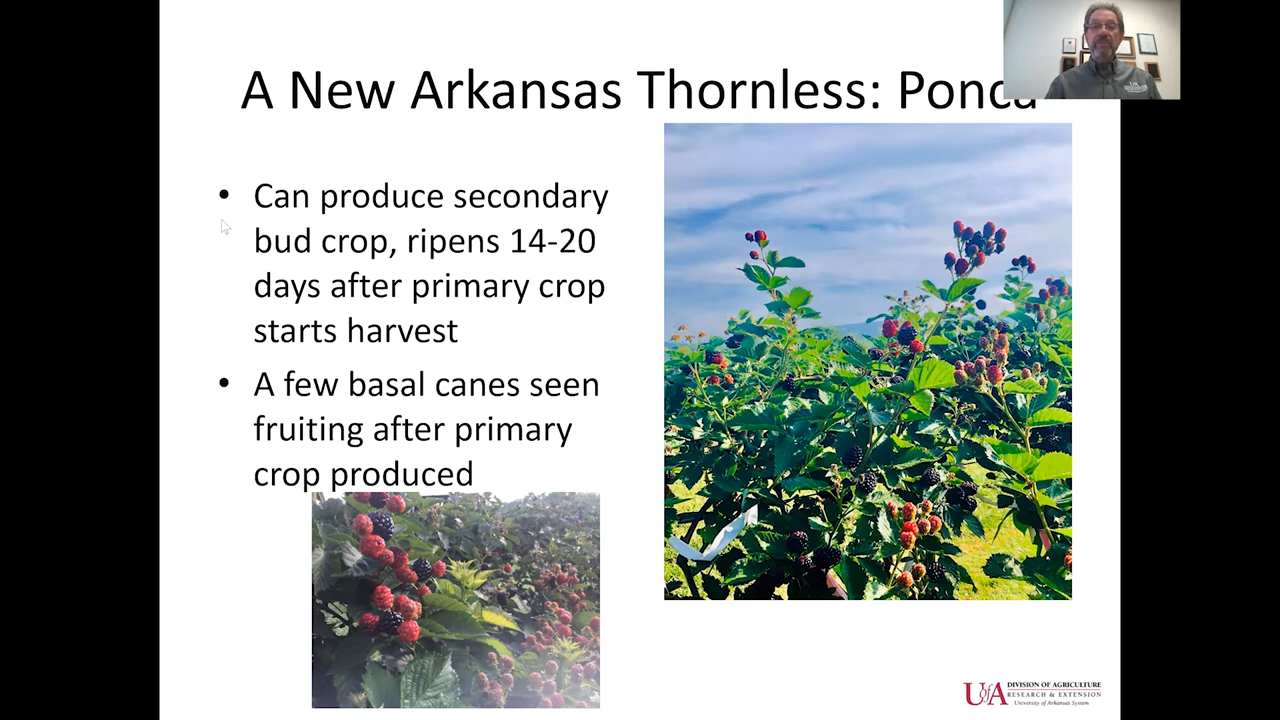 A New Arkansas Thornless: Ponca
• Can produce secondary
bud crop, ripens 14-20
days after primary crop
starts harvest
• A few basal canes seen
fruiting after primary
crop produced
UofA
DIVISION OF AGRICULTURE
RESEARCH & EXTENSION
University of Arkansas System